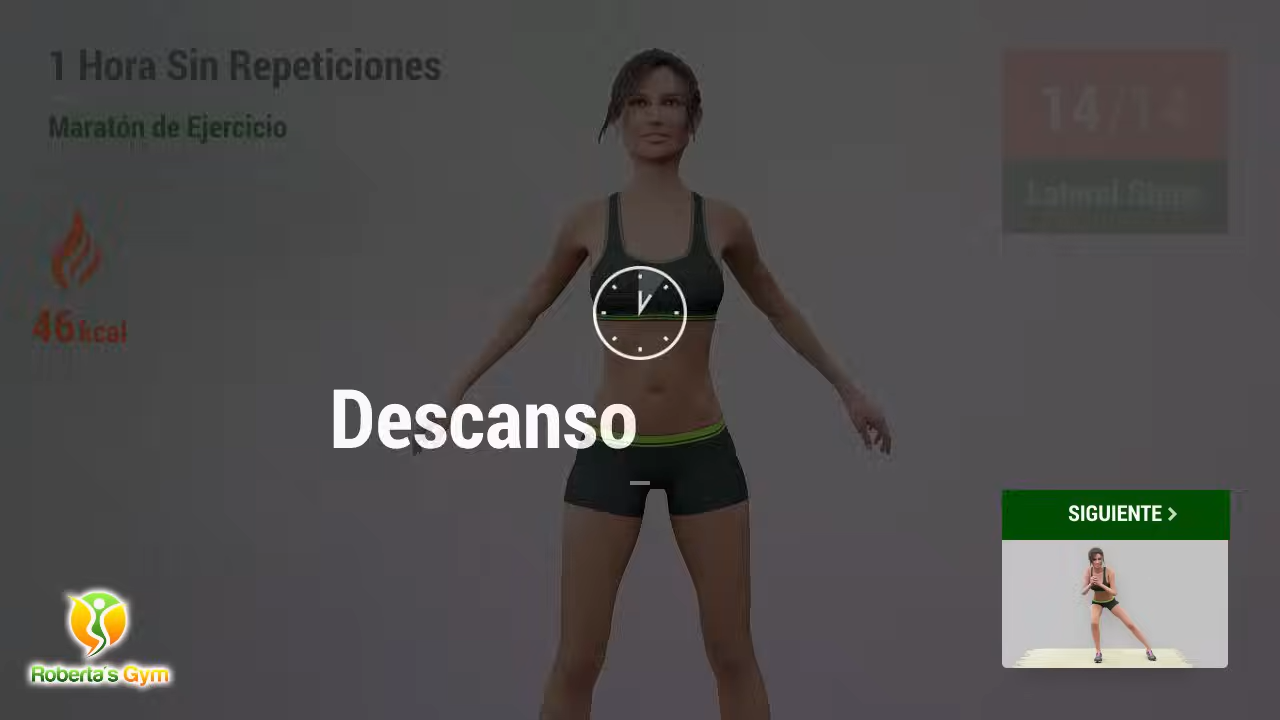 1 Hora Sin Repeticiones
Maratón de Ejercicio
14/14
46 kcal
Descanso
SIGUIENTE >
Roberta's Gym